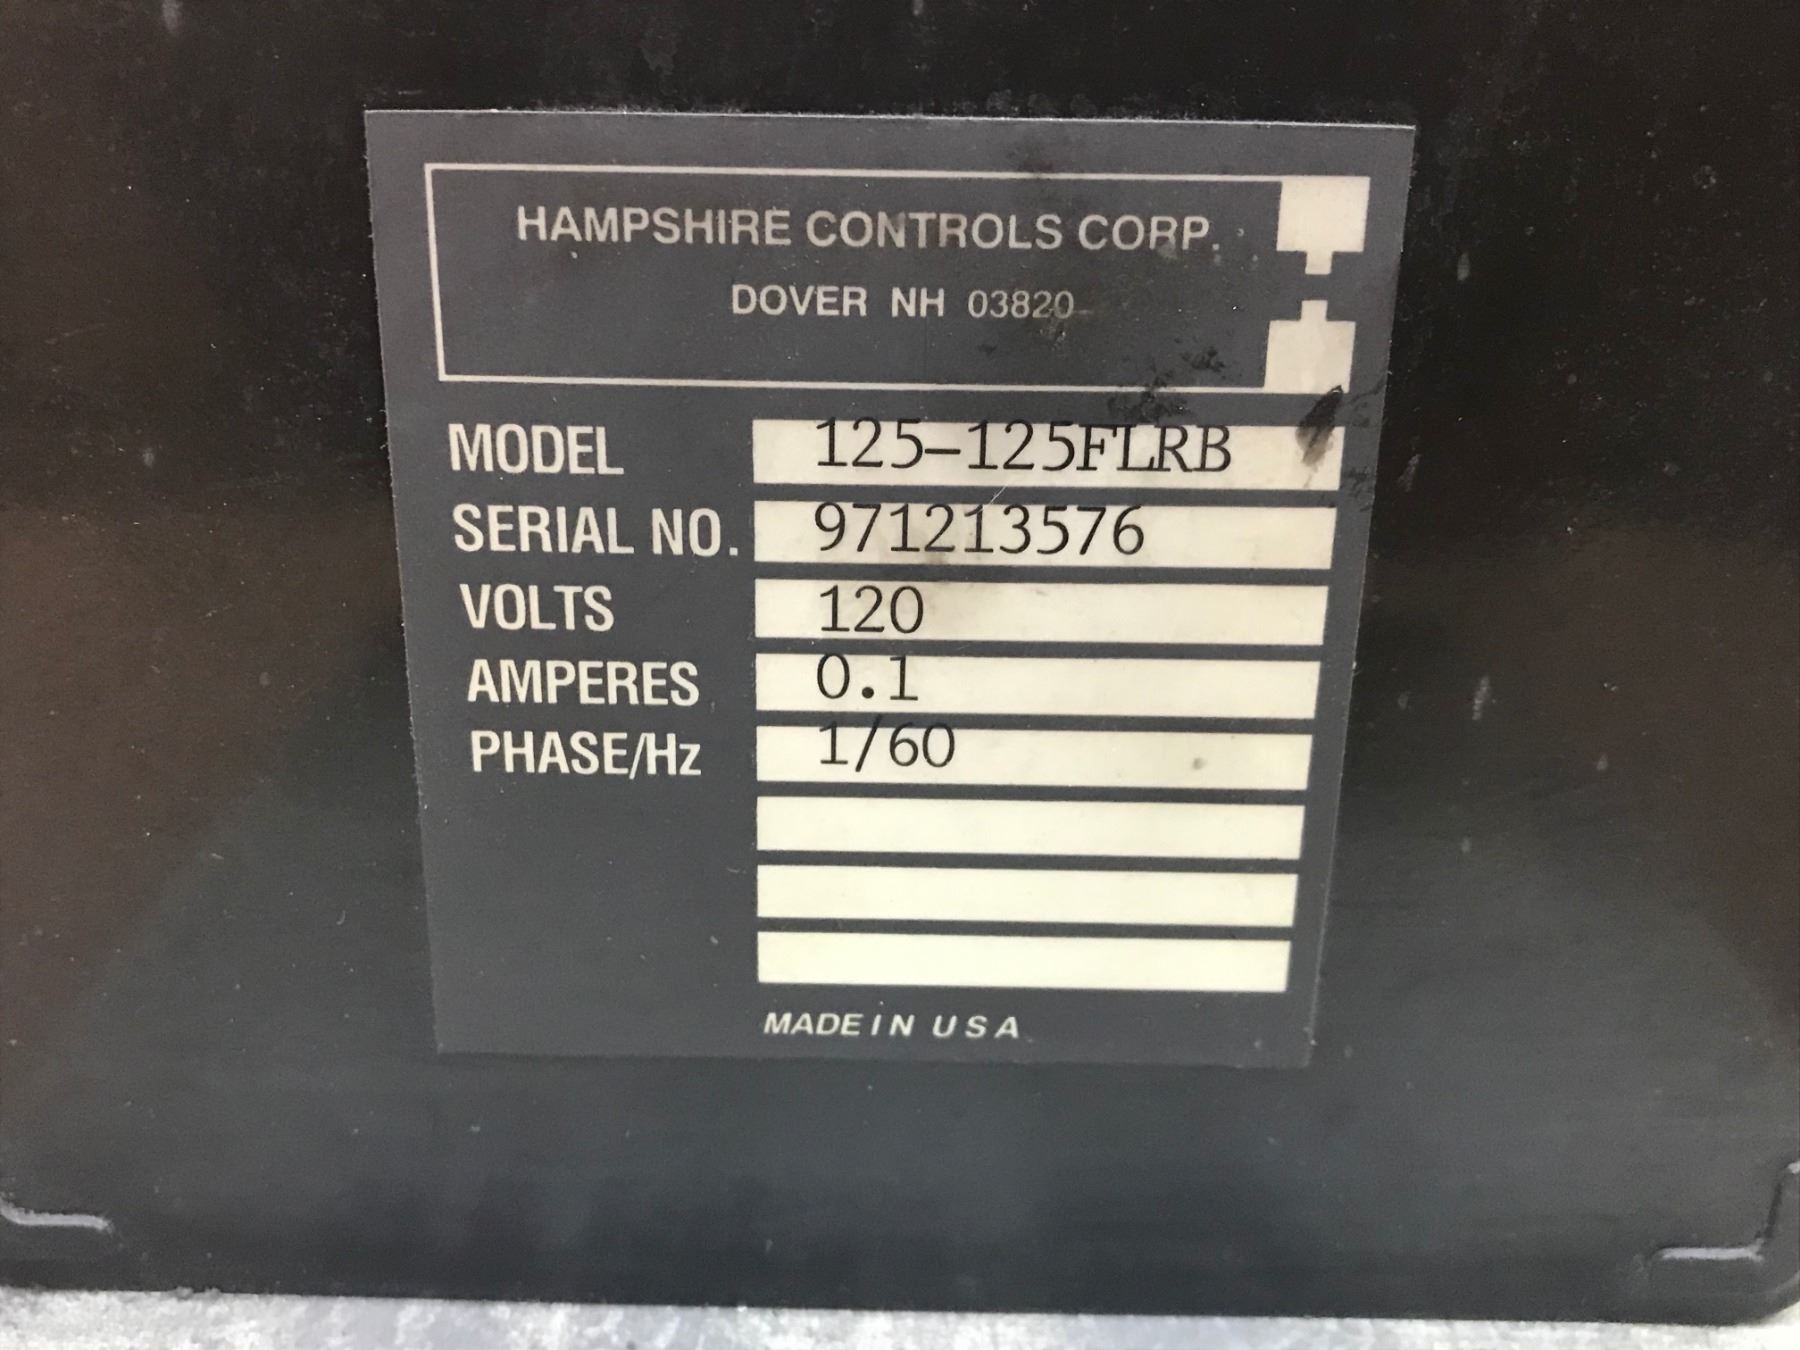 HAMPSHIRE CONTROLS CORP.
DOVER NH 03820
MODEL 125-125FLRB
SERIAL NO. 971213576
VOLTS 120
AMPERES 0.1
PHASE/Hz 1/60
MADE IN USA